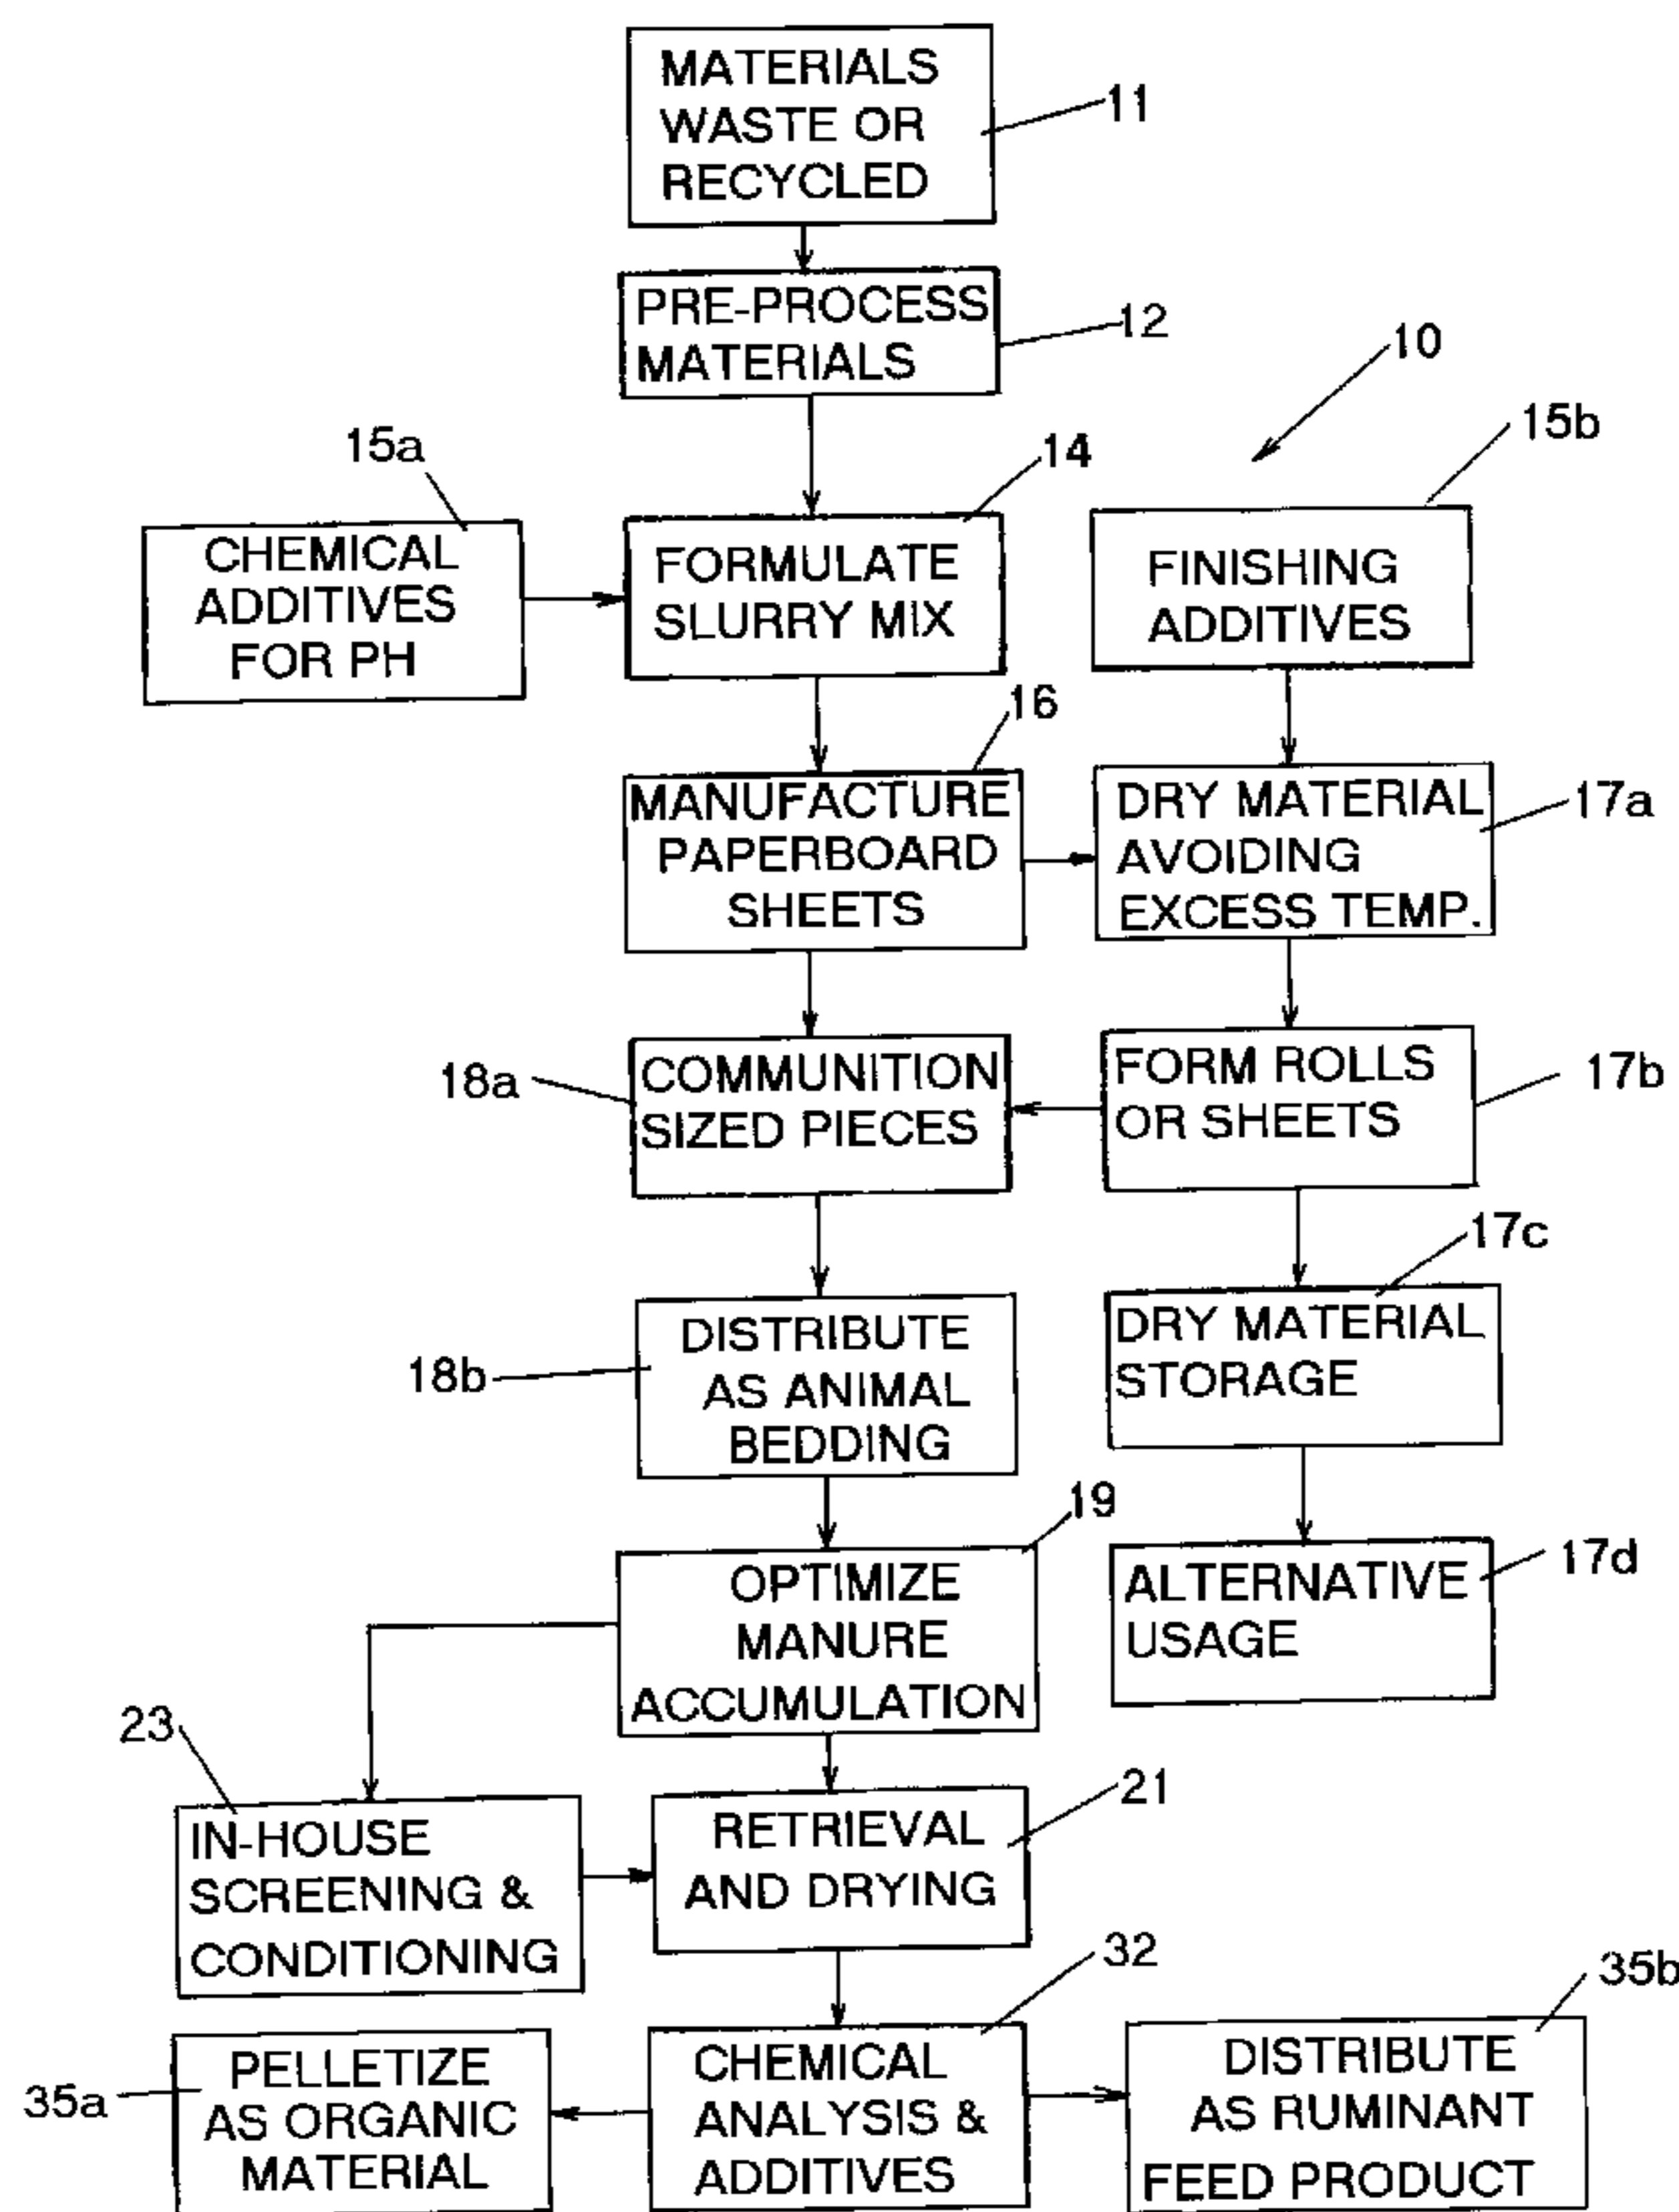 MATERIALS
WASTE OR
RECYCLED
11
PRE-PROCESS
MATERIALS
12
10
15a
14
15b
CHEMICAL
ADDITIVES
FOR PH
FORMULATE
SLURRY MIX
FINISHING
ADDITIVES
16
MANUFACTURE
PAPERBOARD
SHEETS
DRY MATERIAL
AVOIDING
EXCESS TEMP.
17a
18a
COMMUNITION
SIZED PIECES
FORM ROLLS
OR SHEETS
17b
17c
18b
DISTRIBUTE
AS ANIMAL
BEDDING
DRY MATERIAL
STORAGE
19
OPTIMIZE
MANURE
ACCUMULATION
ALTERNATIVE
USAGE
17d
23
IN-HOUSE
SCREENING &
CONDITIONING
RETRIEVAL
AND DRYING
21
32
35b
35a
PELLETIZE
AS ORGANIC
MATERIAL
CHEMICAL
ANALYSIS &
ADDITIVES
DISTRIBUTE
AS RUMINANT
FEED PRODUCT